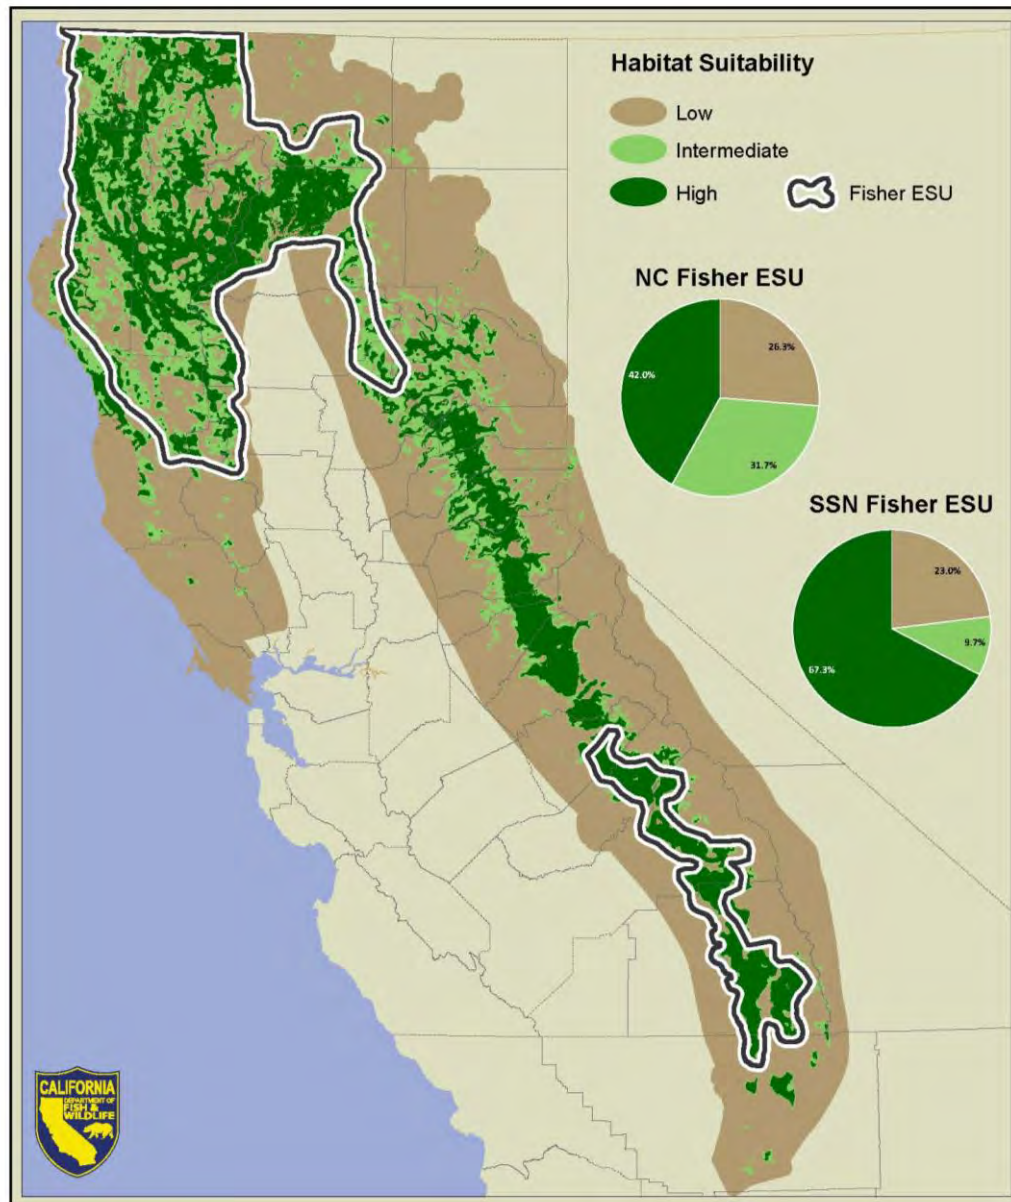 Habitat Suitability
Low
Intermediate
High
Fisher ESU
NC Fisher ESU
26.3%
42.0%
31.7%
SSN Fisher ESU
23.0%
9.7%
67.3%
CALIFORNIA
DEPARTMENT OF
FISH &
WILDLIFE